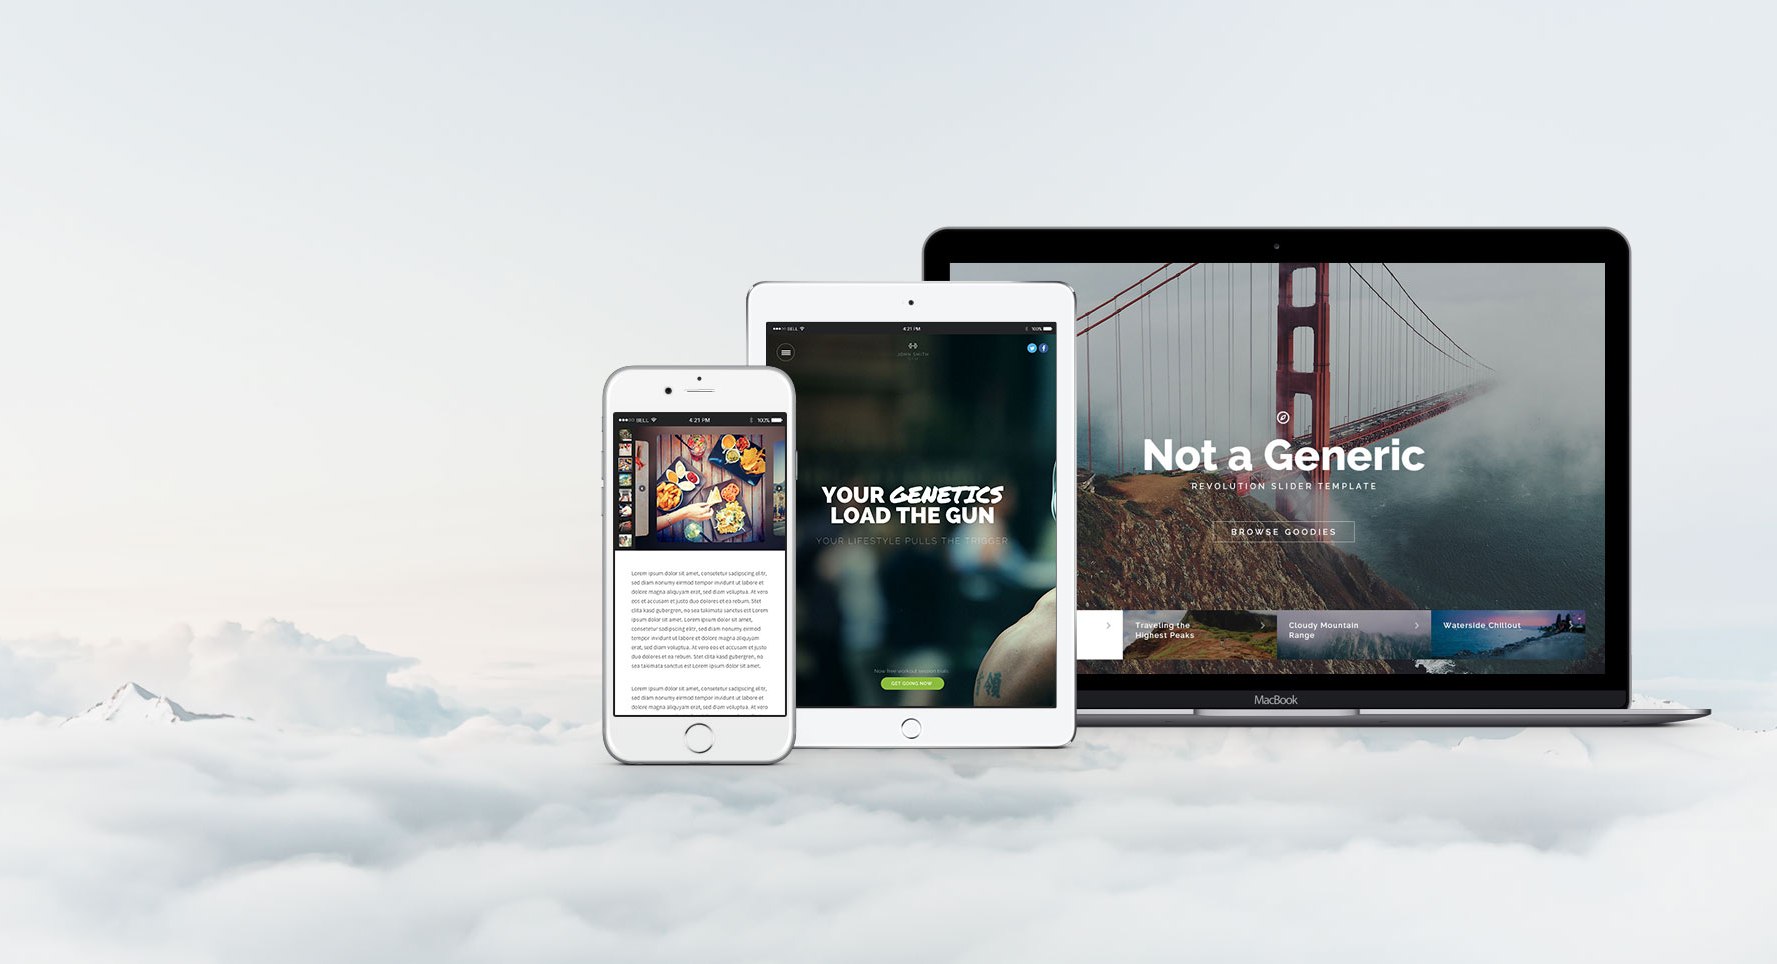 ●●●○○ BELL 4:21 PM 100%
Lorem ipsum dolor sit amet, consetetur sadipscing elitr,
sed diam nonumy eirmod tempor invidunt ut labore et
dolore magna aliquyam erat, sed diam voluptua. At vero
eos et accusam et justo duo dolores et ea rebum. Stet
clita kasd gubergren, no sea takimata sanctus est Lorem
ipsum dolor sit amet. Lorem ipsum dolor sit amet,
consetetur sadipscing elitr, sed diam nonumy eirmod
tempor invidunt ut labore et dolore magna aliquyam
erat, sed diam voluptua. At vero eos et accusam et justo
duo dolores et ea rebum. Stet clita kasd gubergren, no
sea takimata sanctus est Lorem ipsum dolor sit amet.
Lorem ipsum dolor sit amet, consetetur sadipscing elitr,
sed diam nonumy eirmod tempor invidunt ut labore et
dolore magna aliquyam erat, sed diam voluptua. At vero
●●●○○ BELL 4:21 PM 100%
JOHN SMITH
YOUR GENETICS
LOAD THE GUN
YOUR LIFESTYLE PULLS THE TRIGGER
New free workout session trials
GET GOING NOW
Not a Generic
REVOLUTION SLIDER TEMPLATE
BROWSE GOODIES
Traveling the
Highest Peaks
Cloudy Mountain
Range
Waterside Chillout
MacBook